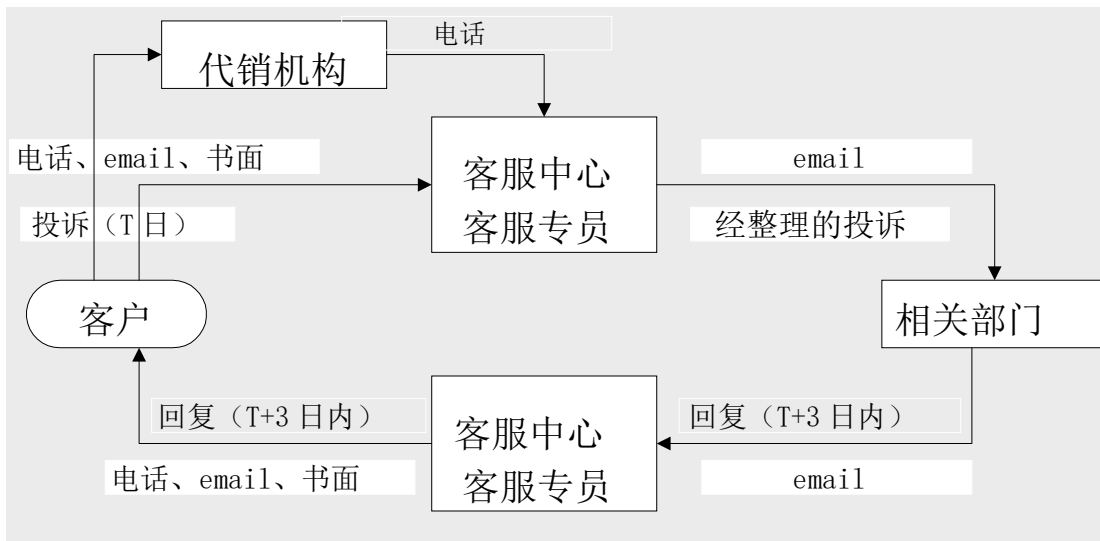 电话
代销机构
电话、email、书面
客服中心
客服专员
email
投诉（T 日）
经整理的投诉
客户
相关部门
回复（T+3 日内）
客服中心
客服专员
回复（T+3 日内）
电话、email、书面
email